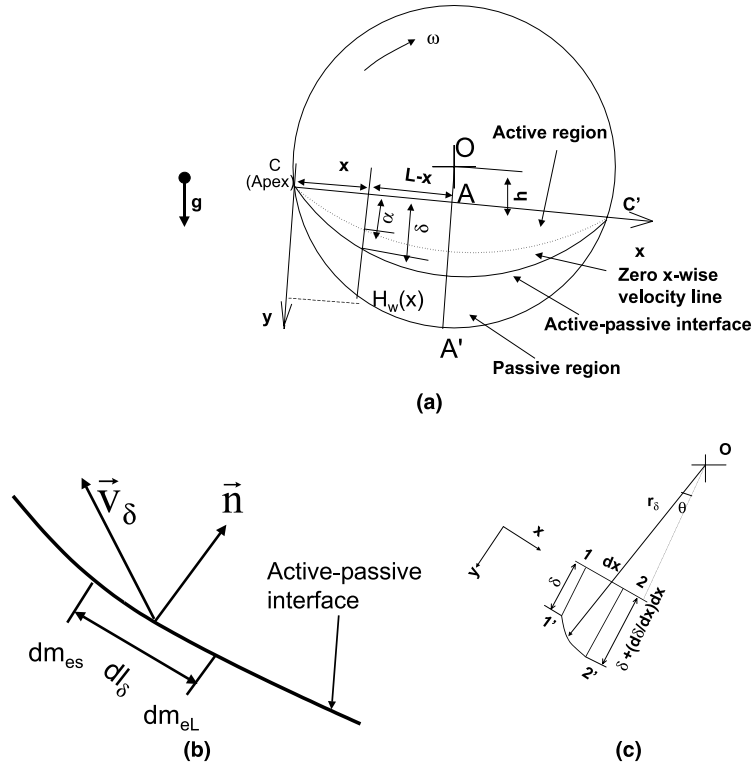 ω
O
Active region
C
(Apex)
x
L-x
A
h
g
α
δ
C'
x
Zero x-wise
velocity line
H_w(x)
y
Active-passive interface
A'
Passive region
(a)
O
v⃗_δ
n⃗
r_δ
θ
x
y
1
dx
2
δ
Active-passive
interface
1'
δ+(dδ/dx)dx
2'
dm_es
dl_δ
dm_eL
(b)
(c)